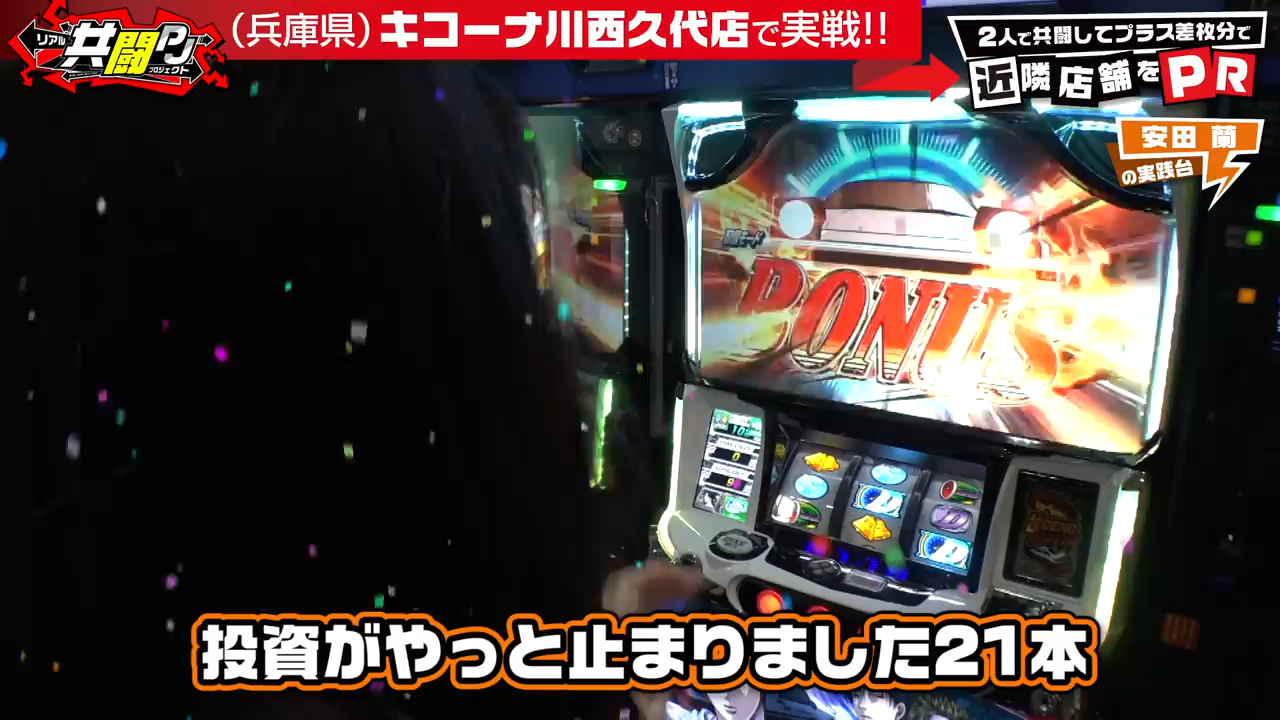 リアル
共闘PJ
プロジェクト
(兵庫県)キコーナ川西久代店で実戦!!
2人で共闘してプラス差枚分で
近隣店舗をPR
安田 蘭
の実践台
BONUS
投資がやっと止まりました21本